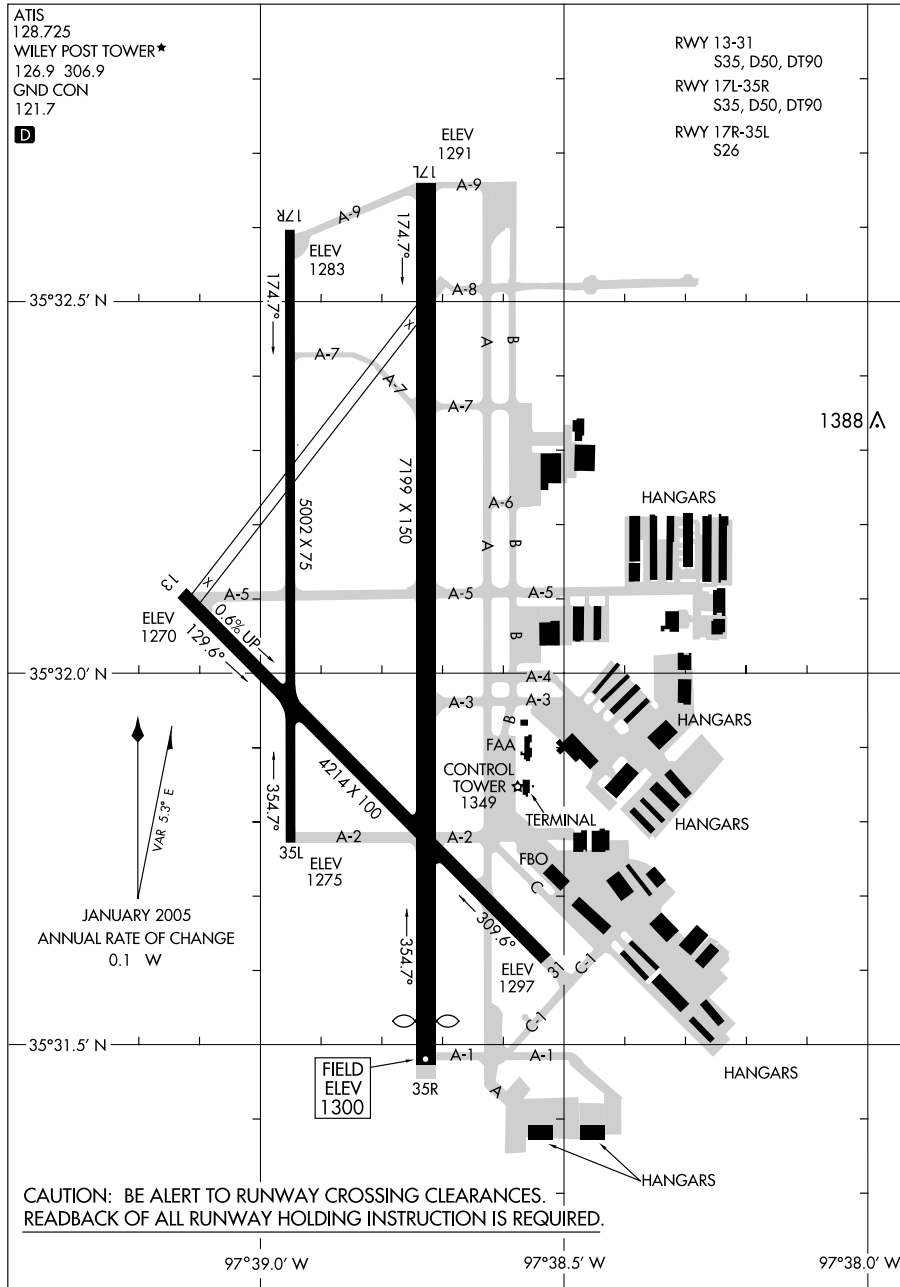 ATIS
128.725
WILEY POST TOWER★
126.9 306.9
GND CON
121.7
D
RWY 13-31
S35, D50, DT90
RWY 17L-35R
S35, D50, DT90
RWY 17R-35L
S26
ELEV
1291
17L
A-9
17R
A-9
174.7°
ELEV
1283
174.7°
A-8
35°32.5' N
X
A-7
A-7
A-7
A
B
1388
7199 X 150
5002 X 75
A-6
HANGARS
A
B
13
X
A-5
A-5
A-5
ELEV
1270
0.6% UP
129.6°
B
35°32.0' N
A-4
A-3
A-3
B
HANGARS
FAA
CONTROL
TOWER
1349
4214 X 100
354.7°
VAR 5.3° E
TERMINAL
HANGARS
A-2
A-2
35L
ELEV
1275
FBO
C
JANUARY 2005
ANNUAL RATE OF CHANGE
0.1 W
354.7°
309.6°
ELEV
1297
31
C-1
C-1
35°31.5' N
A-1
A-1
FIELD
ELEV
1300
35R
A
HANGARS
HANGARS
CAUTION: BE ALERT TO RUNWAY CROSSING CLEARANCES.
READBACK OF ALL RUNWAY HOLDING INSTRUCTION IS REQUIRED.
97°39.0' W
97°38.5' W
97°38.0' W